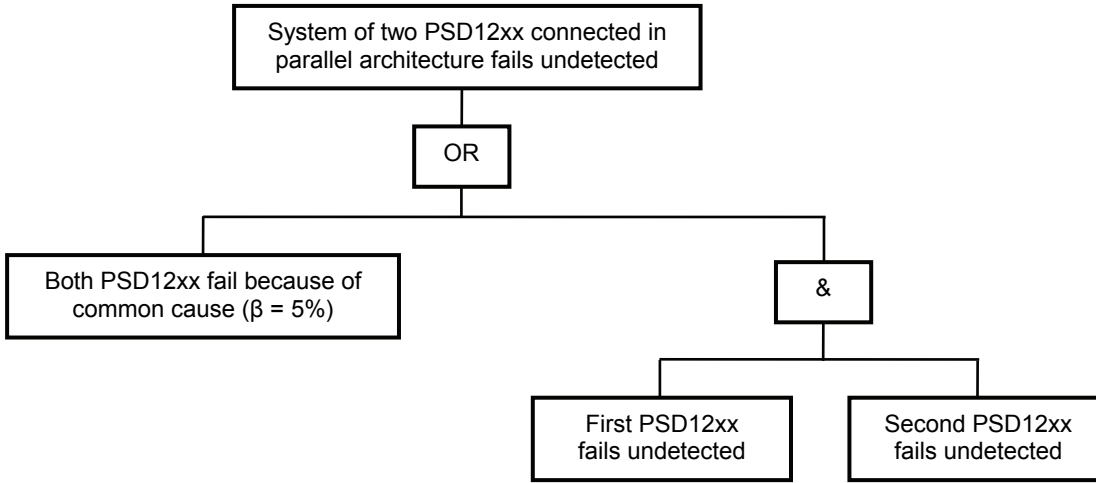 System of two PSD12xx connected in
parallel architecture fails undetected
OR
Both PSD12xx fail because of
common cause (β = 5%)
&
First PSD12xx
fails undetected
Second PSD12xx
fails undetected